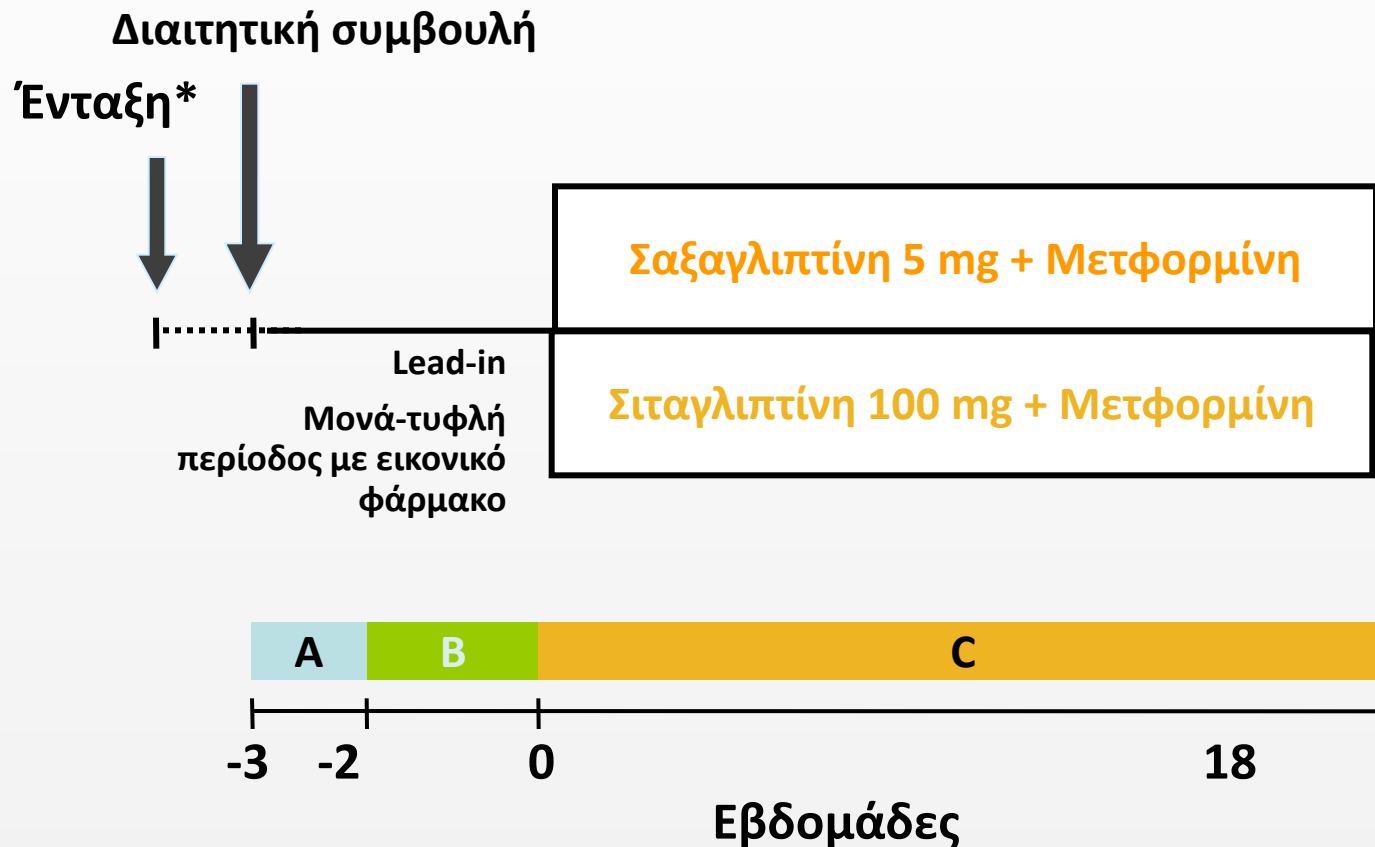 Διαιτητική συμβουλή
Ένταξη*
Σαξαγλιπτίνη 5 mg + Μετφορμίνη
Lead-in
Σιταγλιπτίνη 100 mg + Μετφορμίνη
Μονά-τυφλή
περίοδος με εικονικό
φάρμακο
A B C
-3 -2 0 18
Εβδομάδες